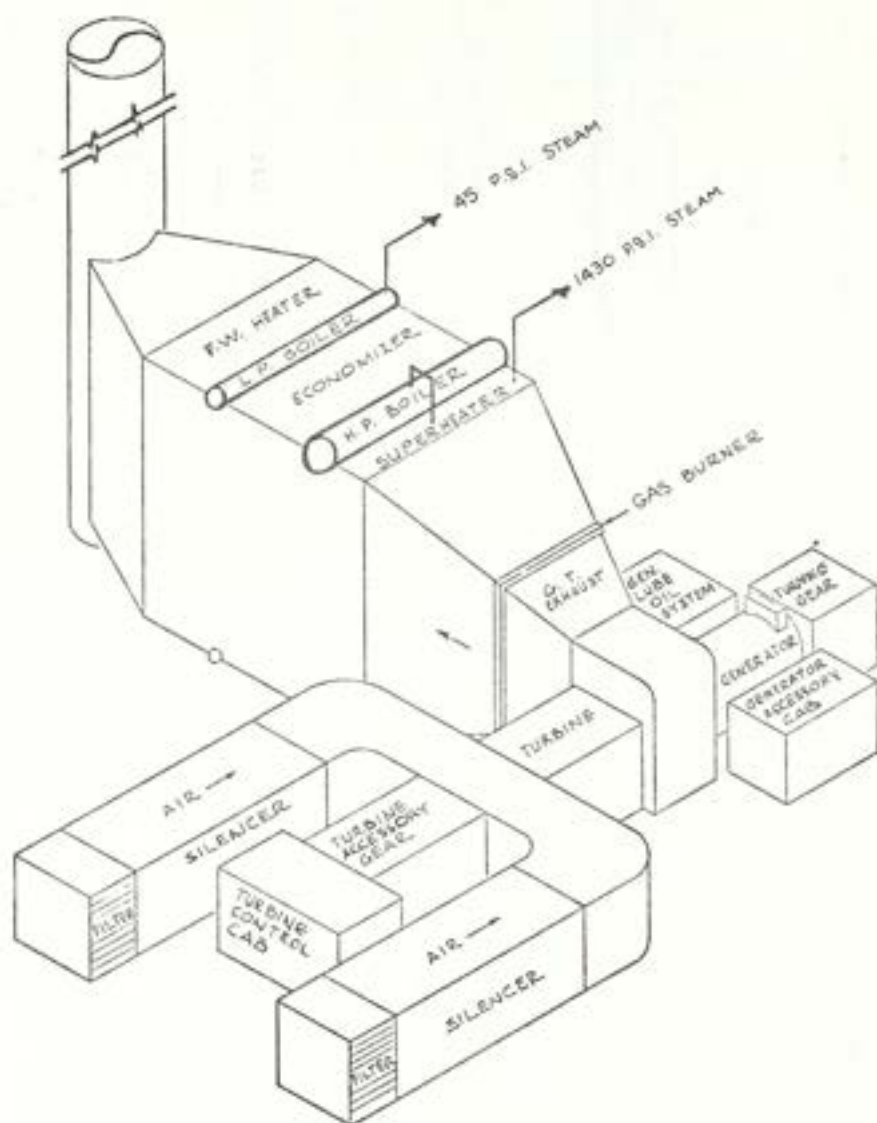 45 P.S.I. STEAM
1430 P.S.I. STEAM
F.W. HEATER
L.P. BOILER
ECONOMIZER
H.P. BOILER
SUPERHEATER
GAS BURNER
G.T.
EXHAUST
GEN.
LUBE
OIL
SYSTEM
TURNING
GEAR
GENERATOR
GENERATOR
ACCESSORY
CAB
TURBINE
AIR
SILENCER
FILTER
TURBINE
ACCESSORY
GEAR
TURBINE
CONTROL
CAB
AIR
SILENCER
FILTER